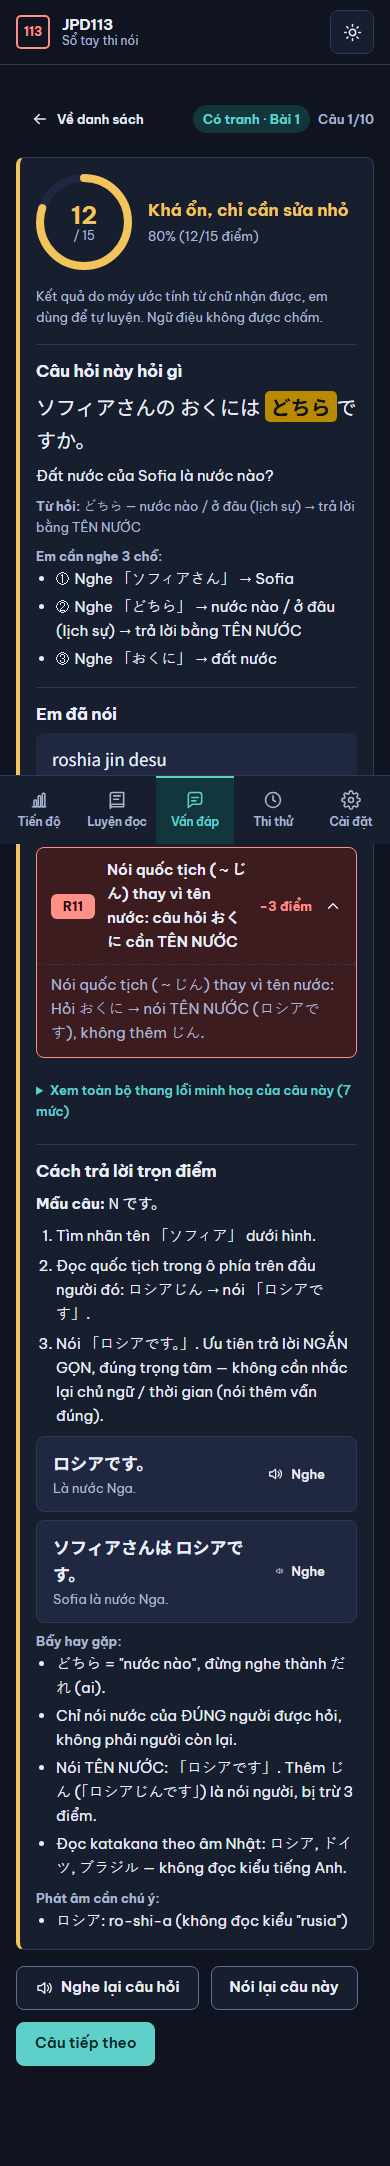 113
JPD113
Sổ tay thi nói
Về danh sách
Có tranh · Bài 1
Câu 1/10
12
/ 15
Khá ổn, chỉ cần sửa nhỏ
80% (12/15 điểm)
Kết quả do máy ước tính từ chữ nhận được, em
dùng để tự luyện. Ngữ điệu không được chấm.
Câu hỏi này hỏi gì
ソフィアさんの おくには どちら で
すか。
Đất nước của Sofia là nước nào?
Từ hỏi: どちら — nước nào / ở đâu (lịch sự) → trả lời
bằng TÊN NƯỚC
Em cần nghe 3 chỗ:
• ① Nghe 「ソフィアさん」 → Sofia
• ② Nghe 「どちら」 → nước nào / ở đâu
(lịch sự) → trả lời bằng TÊN NƯỚC
• ③ Nghe 「おくに」 → đất nước
Em đã nói
roshia jin desu
Tiến độ
Luyện đọc
Vấn đáp
Thi thử
Cài đặt
R11
Nói quốc tịch (~じ
ん) thay vì tên
nước: câu hỏi おく
に cần TÊN NƯỚC
-3 điểm
Nói quốc tịch (~じん) thay vì tên nước:
Hỏi おくに → nói TÊN NƯỚC (ロシアで
す), không thêm じん.
▶ Xem toàn bộ thang lỗi minh hoạ của câu này (7
mức)
Cách trả lời trọn điểm
Mẫu câu: N です。
1. Tìm nhãn tên 「ソフィア」 dưới hình.
2. Đọc quốc tịch trong ô phía trên đầu
người đó: ロシアじん → nói 「ロシアで
す」.
3. Nói 「ロシアです。」. Ưu tiên trả lời NGẮN
GỌN, đúng trọng tâm — không cần nhắc
lại chủ ngữ / thời gian (nói thêm vẫn
đúng).
ロシアです。
Là nước Nga.
Nghe
ソフィアさんは ロシアで
す。
Sofia là nước Nga.
Nghe
Bẫy hay gặp:
• どちら = "nước nào", đừng nghe thành だ
れ (ai).
• Chỉ nói nước của ĐÚNG người được hỏi,
không phải người còn lại.
• Nói TÊN NƯỚC: 「ロシアです」. Thêm じ
ん (「ロシアじんです」) là nói người, bị trừ 3
điểm.
• Đọc katakana theo âm Nhật: ロシア, ドイ
ツ, ブラジル — không đọc kiểu tiếng Anh.
Phát âm cần chú ý:
• ロシア: ro-shi-a (không đọc kiểu "rusia")
Nghe lại câu hỏi
Nói lại câu này
Câu tiếp theo